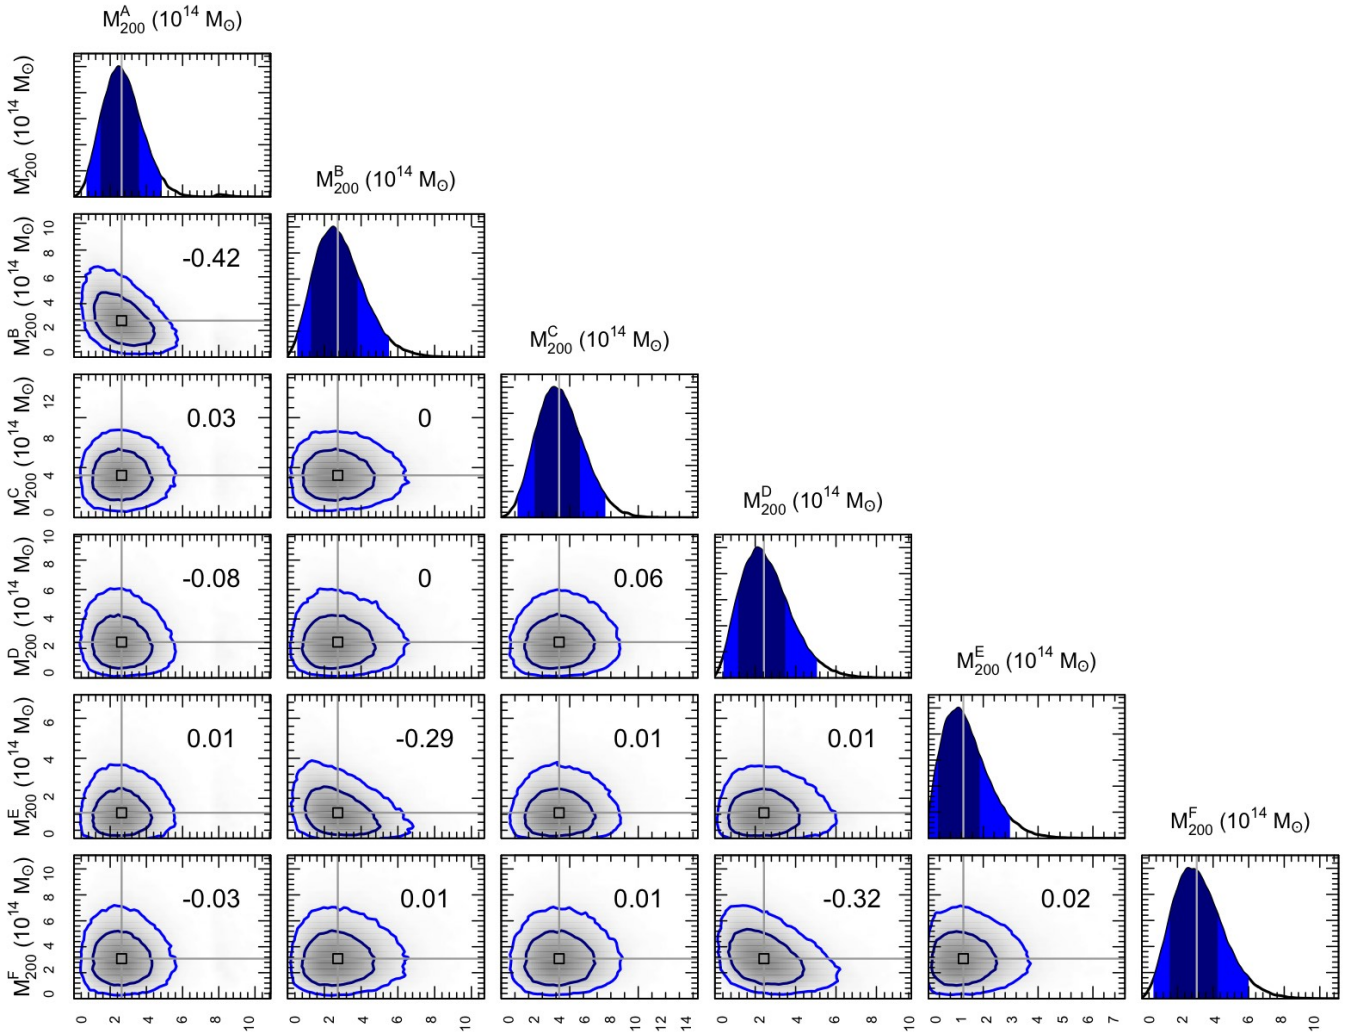 M^A_200 (10^14 M⊙)
M^A_200 (10^14 M⊙)
M^B_200 (10^14 M⊙)
M^B_200 (10^14 M⊙)
0 2 4 6 8 10
-0.42
M^C_200 (10^14 M⊙)
M^C_200 (10^14 M⊙)
0 4 8 12
0.03
0
M^D_200 (10^14 M⊙)
M^D_200 (10^14 M⊙)
0 2 4 6 8 10
-0.08
0
0.06
M^E_200 (10^14 M⊙)
M^E_200 (10^14 M⊙)
0 2 4 6
0.01
-0.29
0.01
0.01
M^F_200 (10^14 M⊙)
M^F_200 (10^14 M⊙)
0 2 4 6 8 10
-0.03
0.01
0.01
-0.32
0.02
0 2 4 6 8 10
0 2 4 6 8 10
0 2 4 6 8 10 12 14
0 2 4 6 8 10
0 1 2 3 4 5 6 7
0 2 4 6 8 10